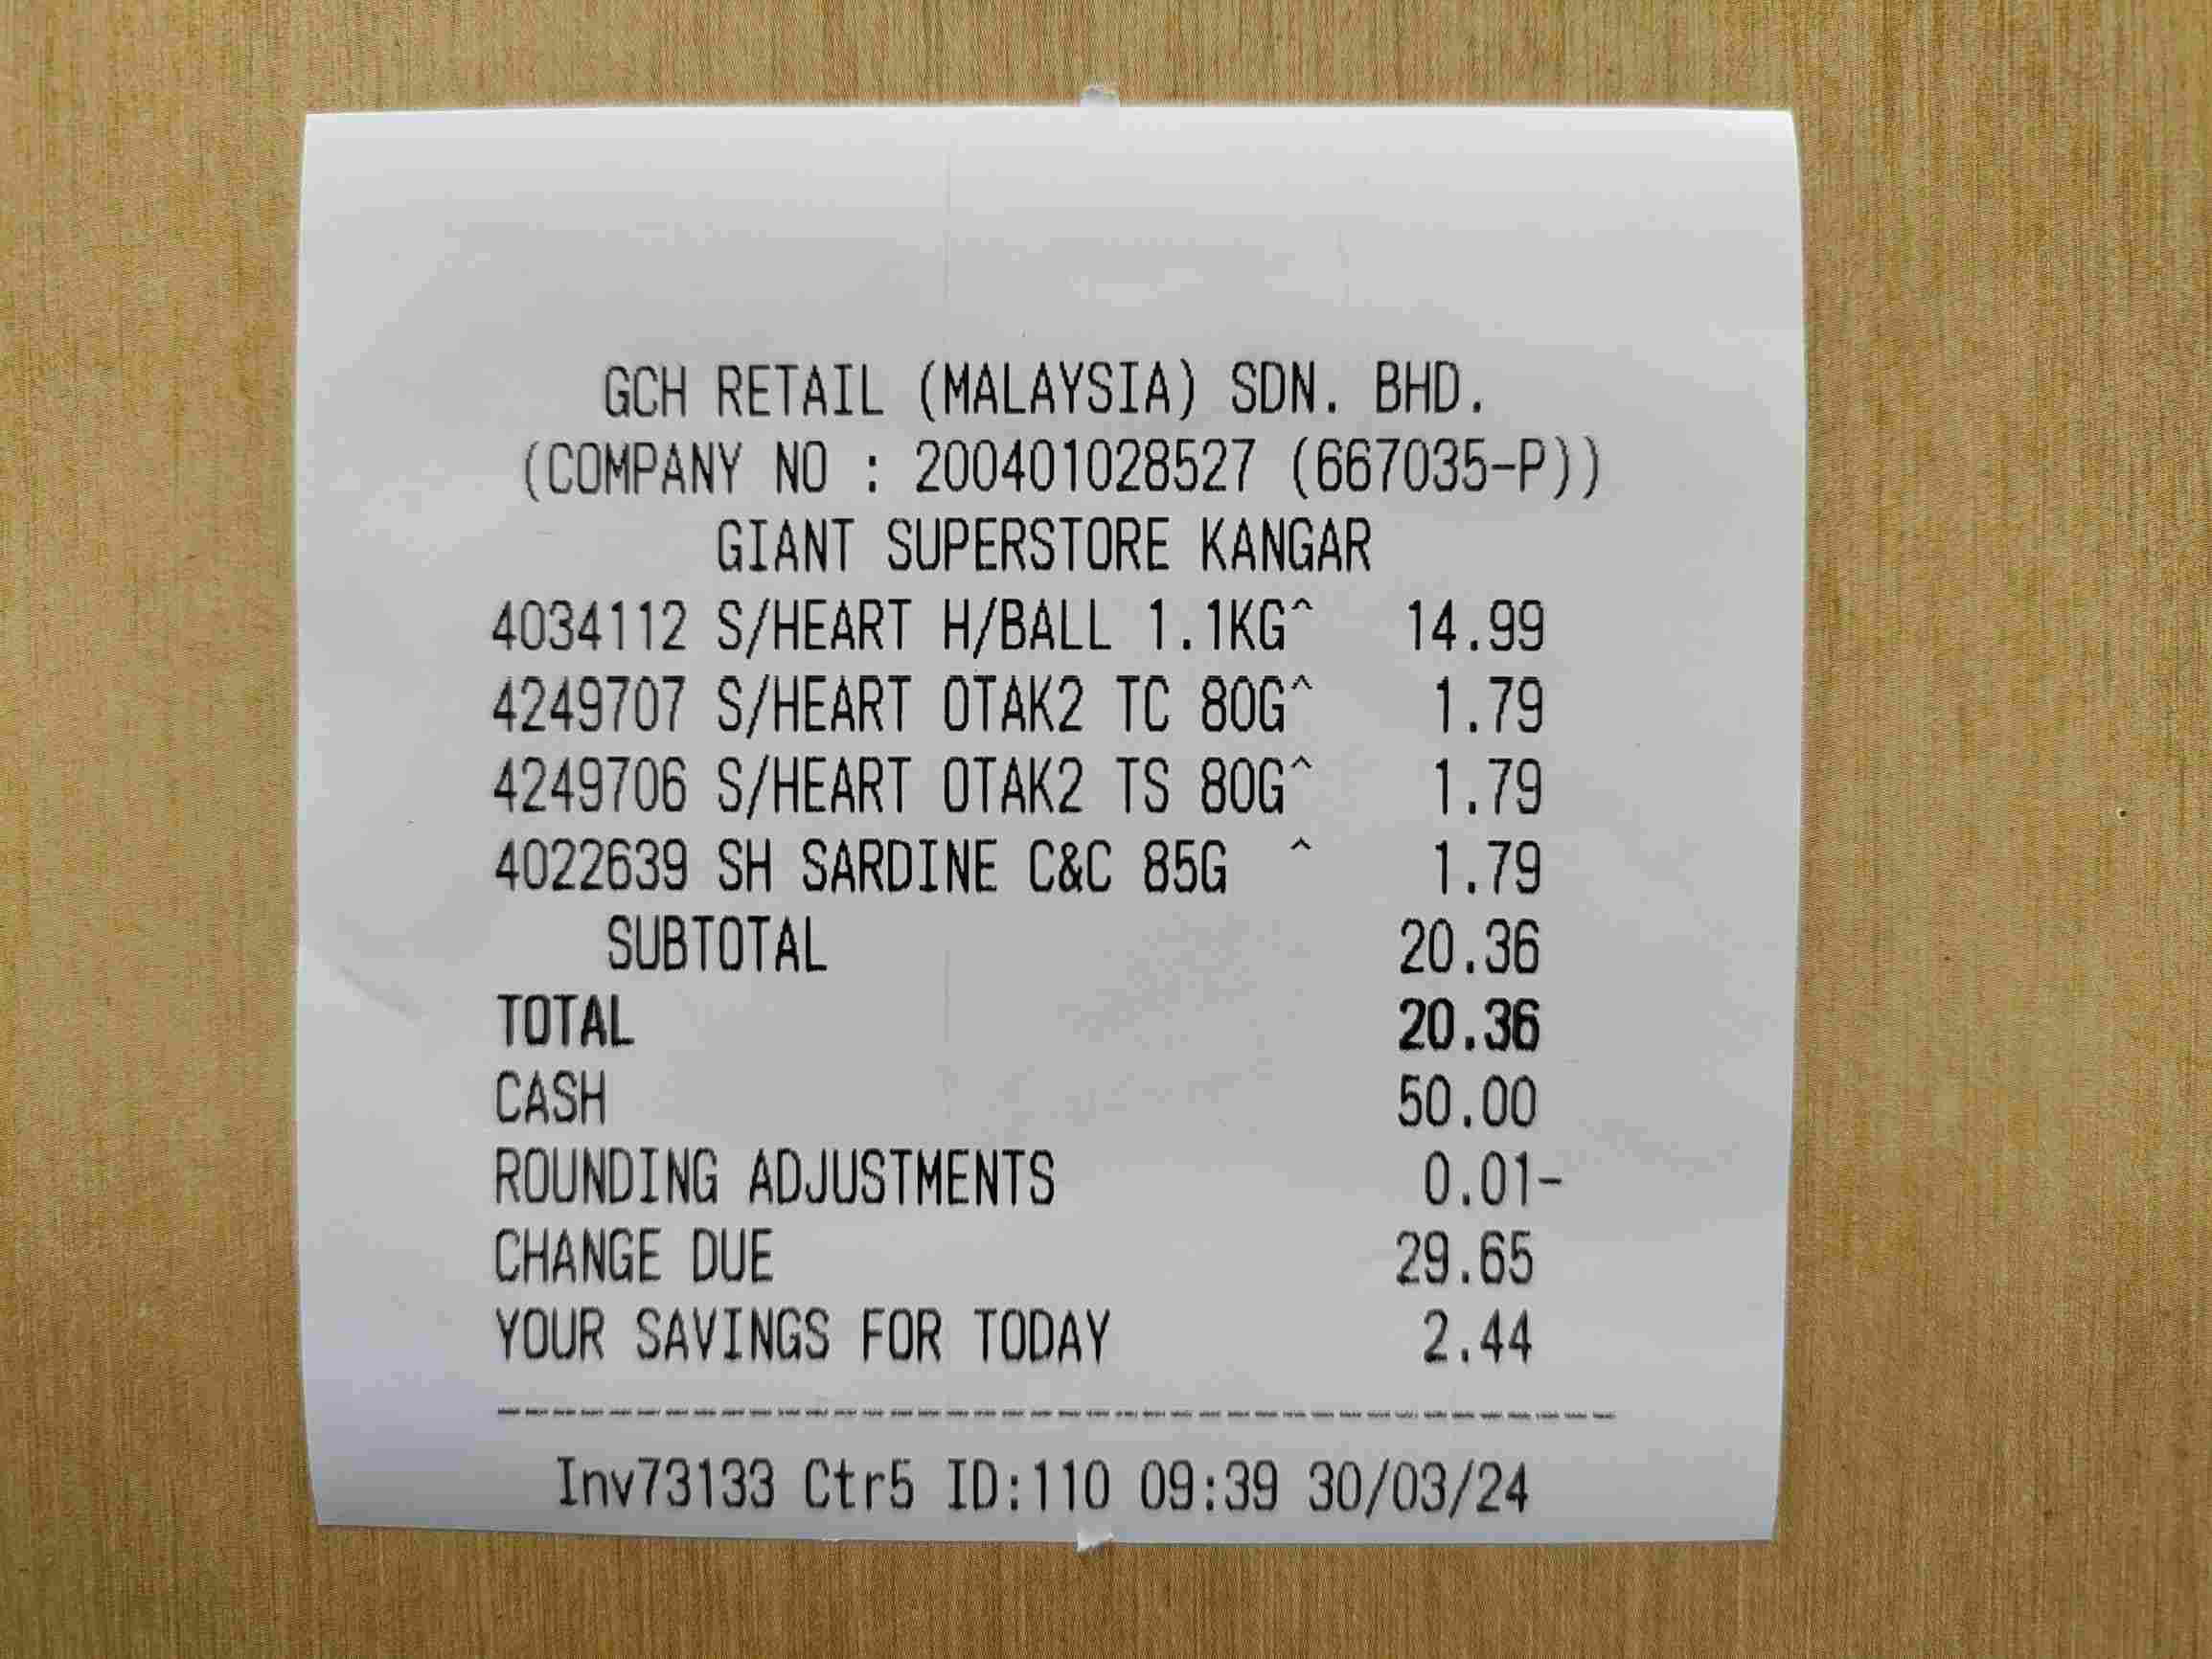 GCH RETAIL (MALAYSIA) SDN. BHD.
(COMPANY NO : 200401028527 (667035-P))
GIANT SUPERSTORE KANGAR
4034112 S/HEART H/BALL 1.1KG^ 14.99
4249707 S/HEART OTAK2 TC 80G^ 1.79
4249706 S/HEART OTAK2 TS 80G^ 1.79
4022639 SH SARDINE C&C 85G ^ 1.79
SUBTOTAL 20.36
TOTAL 20.36
CASH 50.00
ROUNDING ADJUSTMENTS 0.01-
CHANGE DUE 29.65
YOUR SAVINGS FOR TODAY 2.44
----------------------------------------
Inv73133 Ctr5 ID:110 09:39 30/03/24